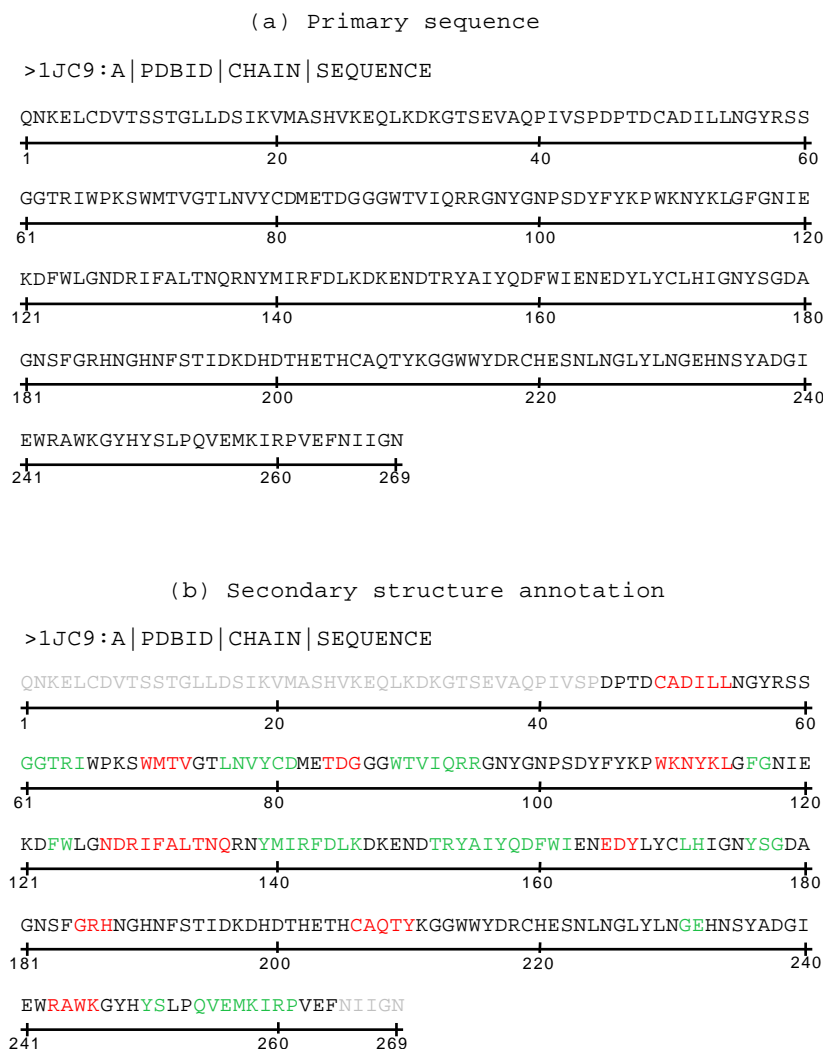 (a) Primary sequence
>1JC9:A|PDBID|CHAIN|SEQUENCE
QNKELCDVTSSTGLLDSIKVMASHVKEQLKDKGTSEVAQPIVSPDPTDCADILLNGYRSS
1 20 40 60
GGTRIWPKSWMTVGTLNVYCDMETDGGGWTVIQRRGNYGNPSDYFYKPWKNYKLGFGNIE
61 80 100 120
KDFWLGNDRIFALTNQRNYMIRFDLKDKENDTRYAIYQDFWIENEDYLYCLHIGNYSGDA
121 140 160 180
GNSFGRHNGHNFSTIDKDHDTHETHCAQTYKGGWWYDRCHESNLNGLYLNGEHNSYADGI
181 200 220 240
EWRAWKGYHYSLPQVEMKIRPVEFNIIGN
241 260 269
(b) Secondary structure annotation
>1JC9:A|PDBID|CHAIN|SEQUENCE
QNKELCDVTSSTGLLDSIKVMASHVKEQLKDKGTSEVAQPIVSPDPTDCADILLNGYRSS
1 20 40 60
GGTRIWPKSWMTVGTLNVYCDMETDGGGWTVIQRRGNYGNPSDYFYKPWKNYKLGFGNIE
61 80 100 120
KDFWLGNDRIFALTNQRNYMIRFDLKDKENDTRYAIYQDFWIENEDYLYCLHIGNYSGDA
121 140 160 180
GNSFGRHNGHNFSTIDKDHDTHETHCAQTYKGGWWYDRCHESNLNGLYLNGEHNSYADGI
181 200 220 240
EWRAWKGYHYSLPQVEMKIRPVEFNIIGN
241 260 269